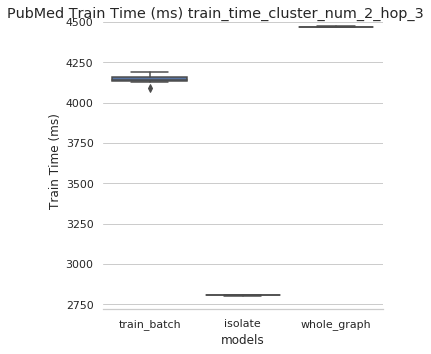 PubMed Train Time (ms) train_time_cluster_num_2_hop_3
4500
4250
4000
3750
3500
3250
3000
2750
Train Time (ms)
train_batch isolate whole_graph
models